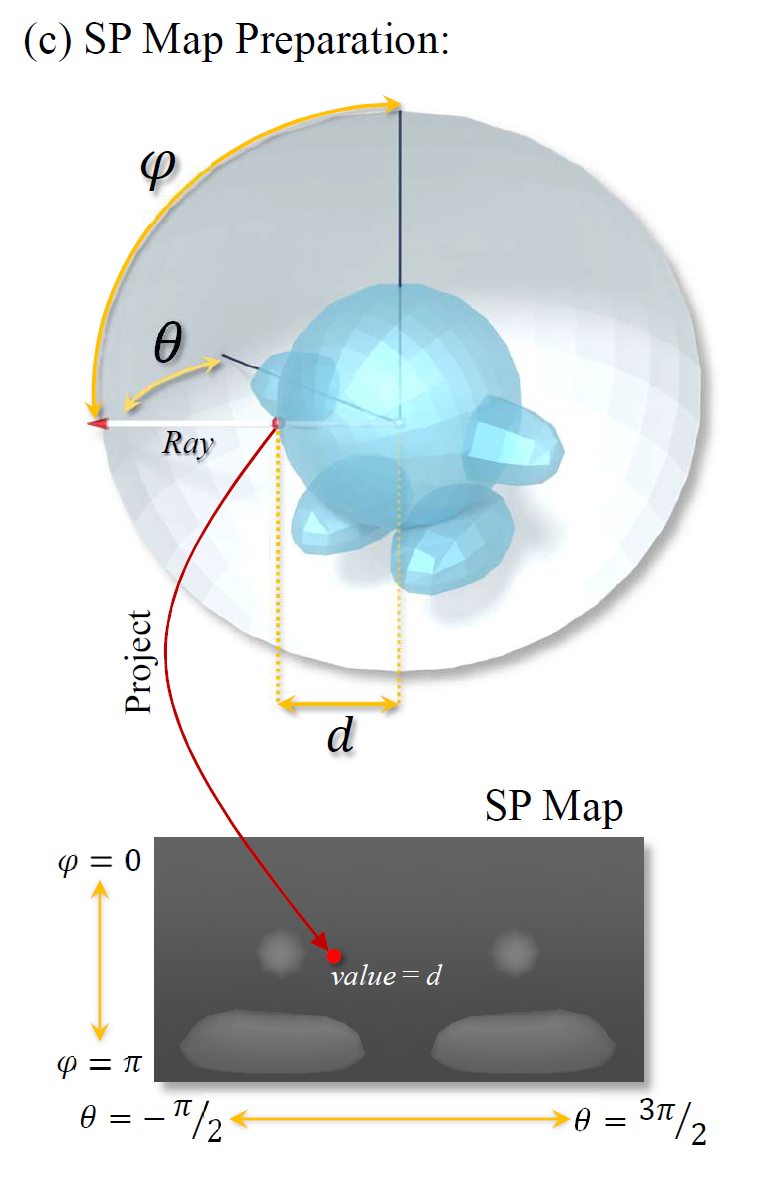 (c) SP Map Preparation:
φ
θ
Ray
Project
d
SP Map
φ = 0
value = d
φ = π
θ = − π/2
θ = 3π/2